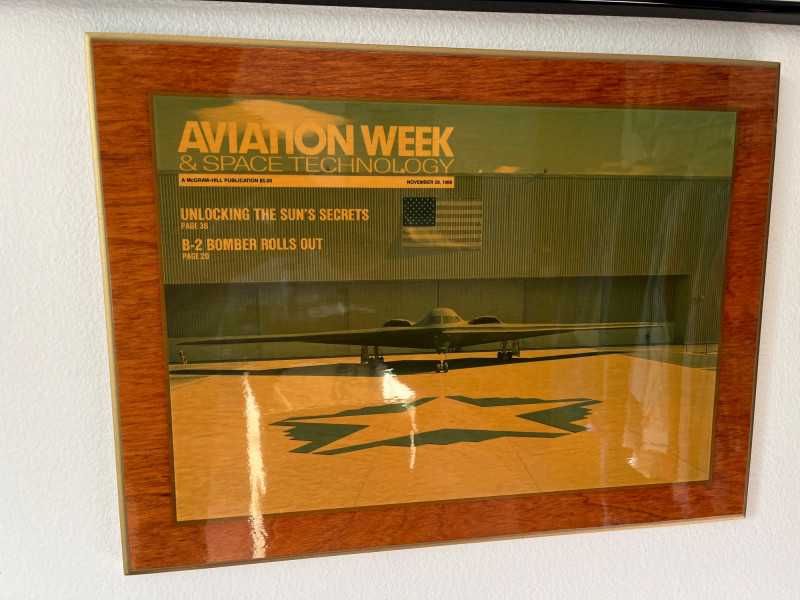 AVIATION WEEK
& SPACE TECHNOLOGY
A McGRAW-HILL PUBLICATION $5.00 NOVEMBER 28, 1988
UNLOCKING THE SUN'S SECRETS
PAGE 36
B-2 BOMBER ROLLS OUT
PAGE 20